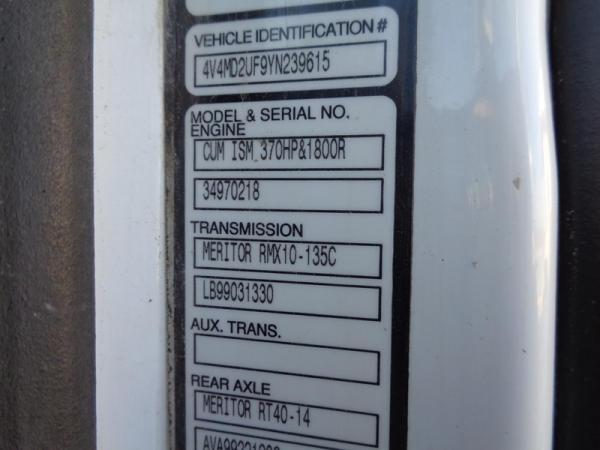 VEHICLE IDENTIFICATION #
4V4MD2UF9YN239615
MODEL & SERIAL NO.
ENGINE
CUM ISM 370HP&1800R
34970218
TRANSMISSION
MERITOR RMX10-135C
LB99031330
AUX. TRANS.
REAR AXLE
MERITOR RT40-14